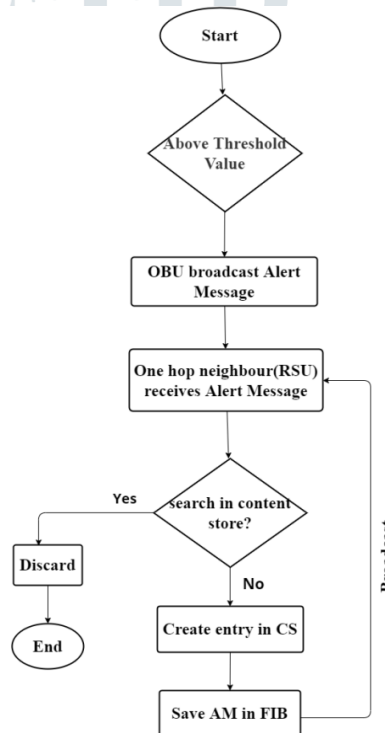 Start
Above Threshold
Value
OBU broadcast Alert
Message
One hop neighbour(RSU)
receives Alert Message
search in content
store?
Yes
Discard
End
No
Create entry in CS
Save AM in FIB